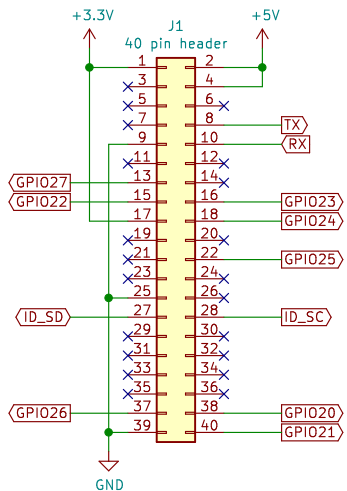 +3.3V +5V
J1
40 pin header
1 2
3 4
5 6
7 8 TX
9 10 RX
11 12
GPIO27 13 14
GPIO22 15 16 GPIO23
17 18 GPIO24
19 20
21 22 GPIO25
23 24
25 26
ID_SD 27 28 ID_SC
29 30
31 32
33 34
35 36
GPIO26 37 38 GPIO20
39 40 GPIO21
GND